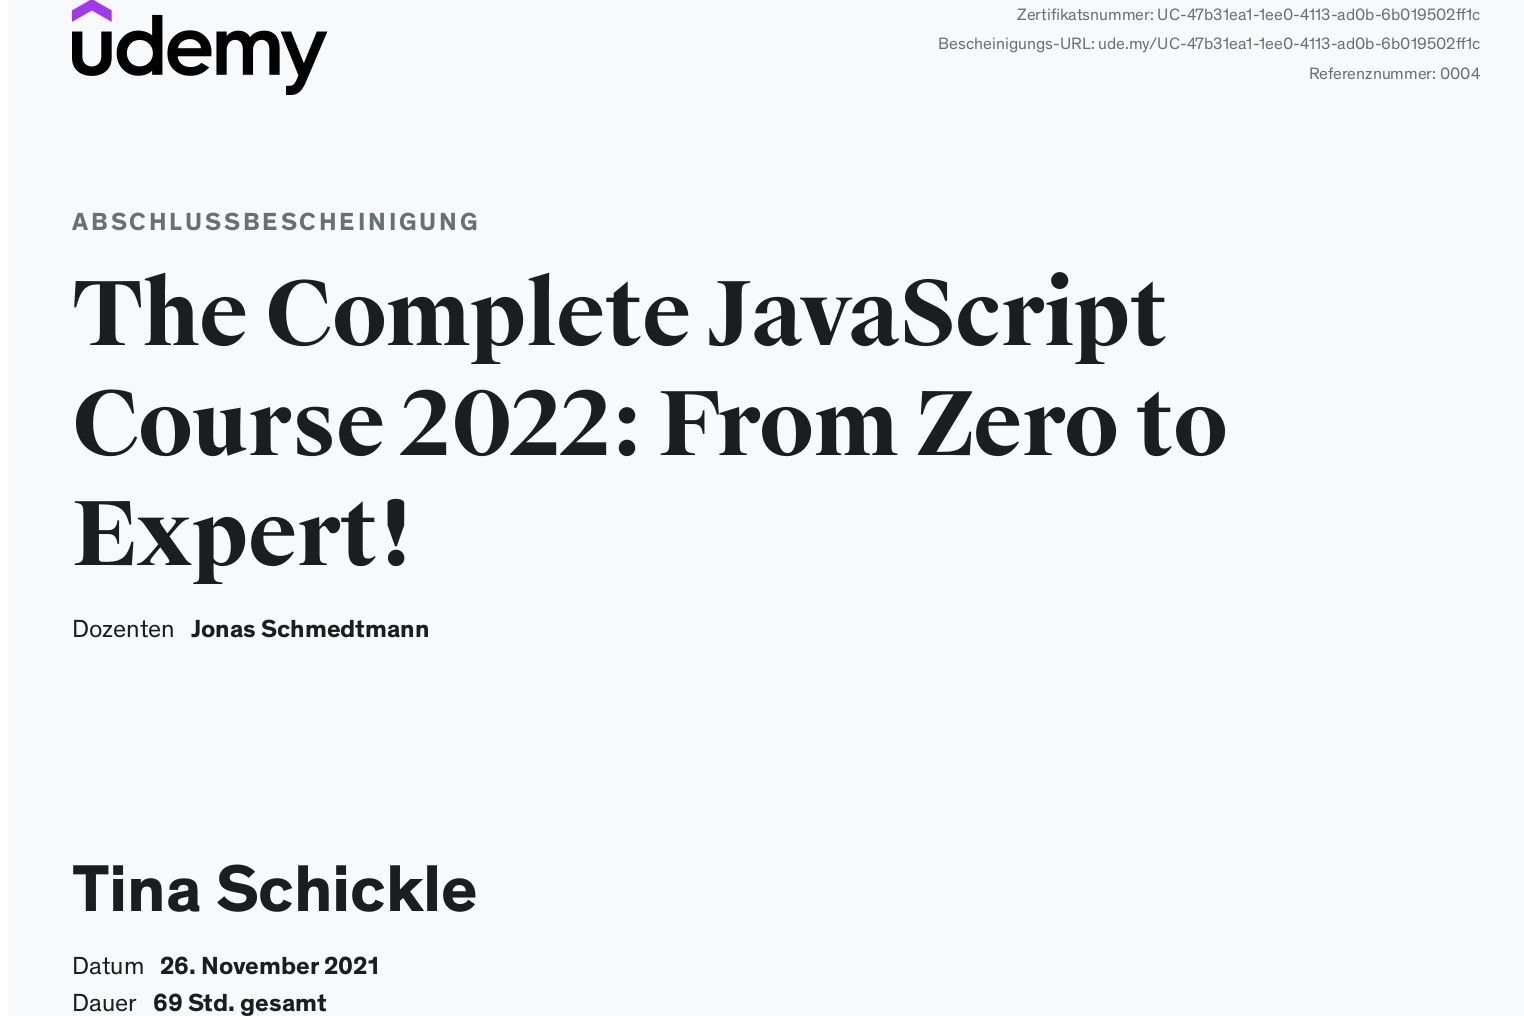 udemy
Zertifikatsnummer: UC-47b31ea1-1ee0-4113-ad0b-6b019502ff1c
Bescheinigungs-URL: ude.my/UC-47b31ea1-1ee0-4113-ad0b-6b019502ff1c
Referenznummer: 0004
ABSCHLUSSBESCHEINIGUNG
The Complete JavaScript
Course 2022: From Zero to
Expert!
Dozenten Jonas Schmedtmann
Tina Schickle
Datum 26. November 2021
Dauer 69 Std. gesamt